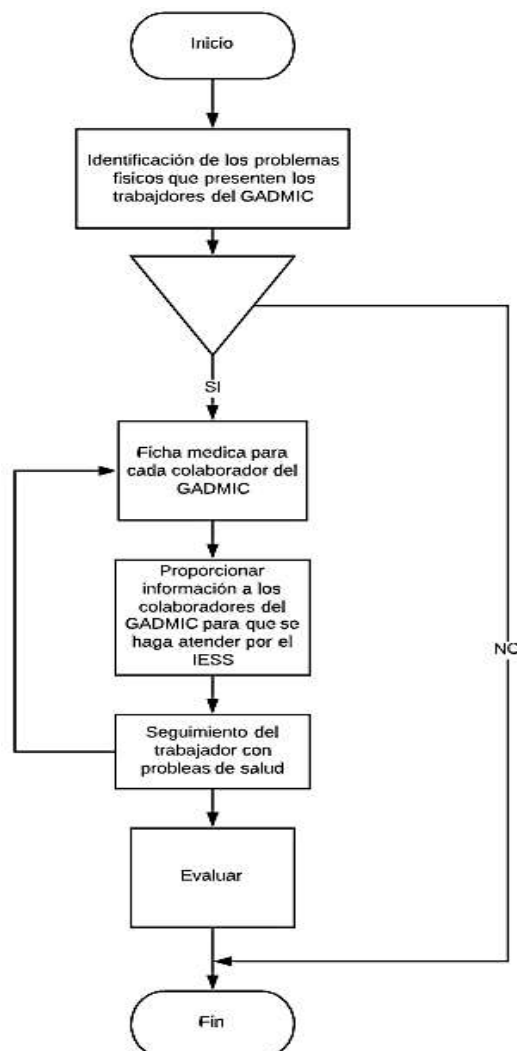 Inicio
Identificación de los problemas
fisicos que presenten los
trabajdores del GADMIC
SI
Ficha medica para
cada colaborador del
GADMIC
Proporcionar
información a los
colaboradores del
GADMIC para que se
haga atender por el
IESS
NO
Seguimiento del
trabajador con
probleas de salud
Evaluar
Fin